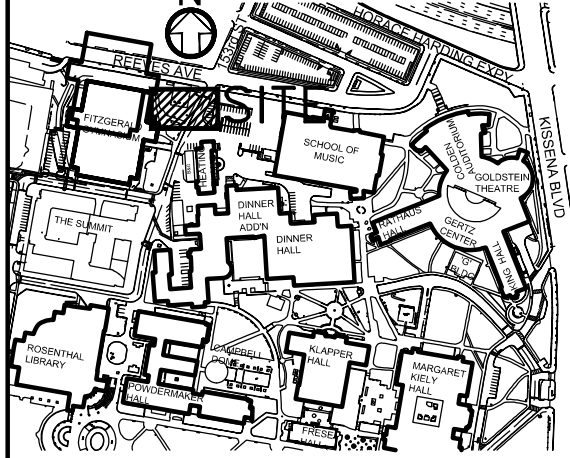 N
HORACE HARDING EXPY
REEVES AVE
SITE
KISSENA BLVD
SCHOOL OF
MUSIC
GOLDEN
AUDITORIUM
GOLDSTEIN
THEATRE
THE SUMMIT
DINNER
HALL
ADD'N
DINNER
HALL
RATHAUS
HALL
GERTZ
CENTER
"G"
BLDG
KING HALL
ROSENTHAL
LIBRARY
CAMPBELL
DOME
KLAPPER
HALL
MARGARET
KIELY
HALL
POWDERMAKER
HALL
FRESE
HALL